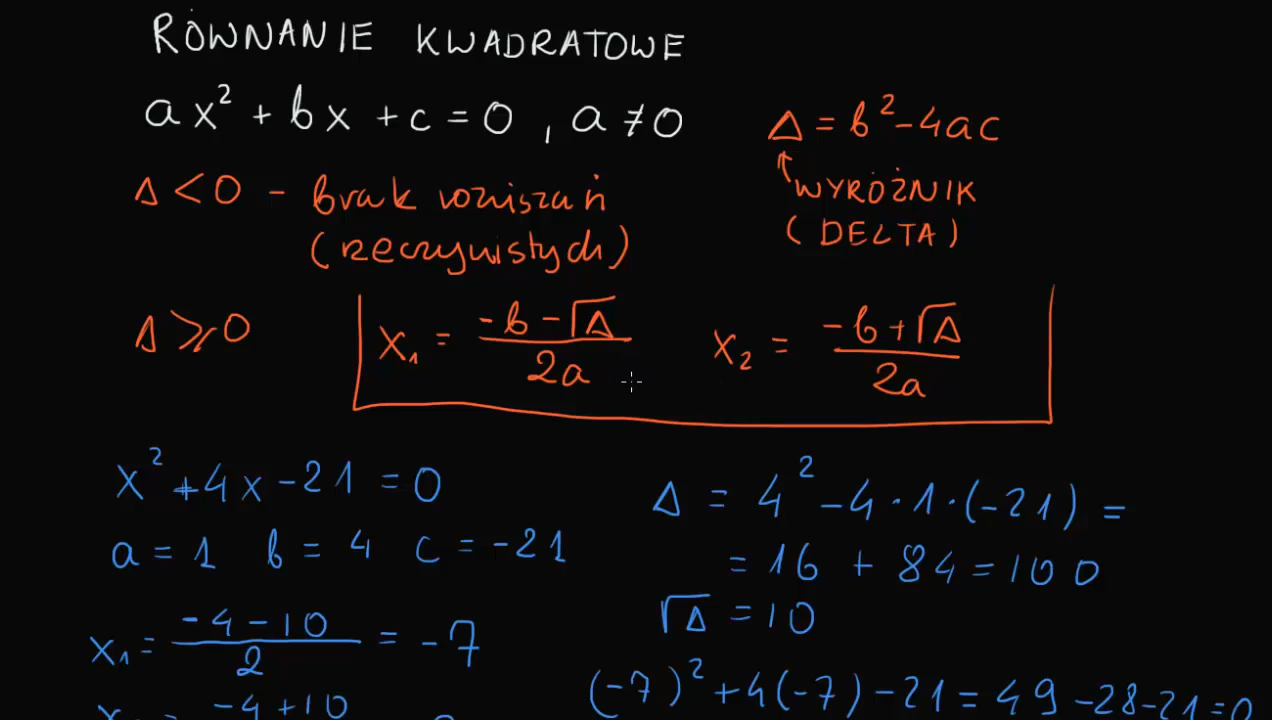 RÓWNANIE KWADRATOWE
ax² + bx + c = 0 , a ≠ 0
Δ = b² - 4ac
WYRÓŻNIK
(DELTA)
Δ < 0 - brak rozwiązań
(rzeczywistych)
Δ ≥ 0
x₁ = (-b - √Δ)/2a x₂ = (-b + √Δ)/2a
x² + 4x - 21 = 0
a = 1 b = 4 c = -21
Δ = 4² - 4 · 1 · (-21) =
= 16 + 84 = 100
√Δ = 10
x₁ = (-4 - 10)/2 = -7
(-7)² + 4(-7) - 21 = 49 - 28 - 21 = 0
-4 + 10